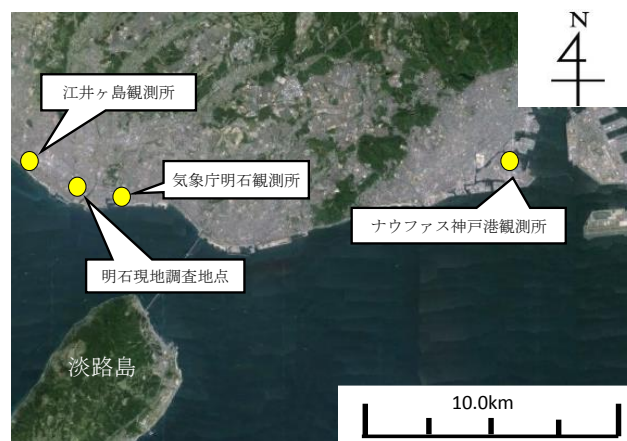 N
江井ヶ島観測所
気象庁明石観測所
ナウファス神戸港観測所
明石現地調査地点
淡路島
10.0km